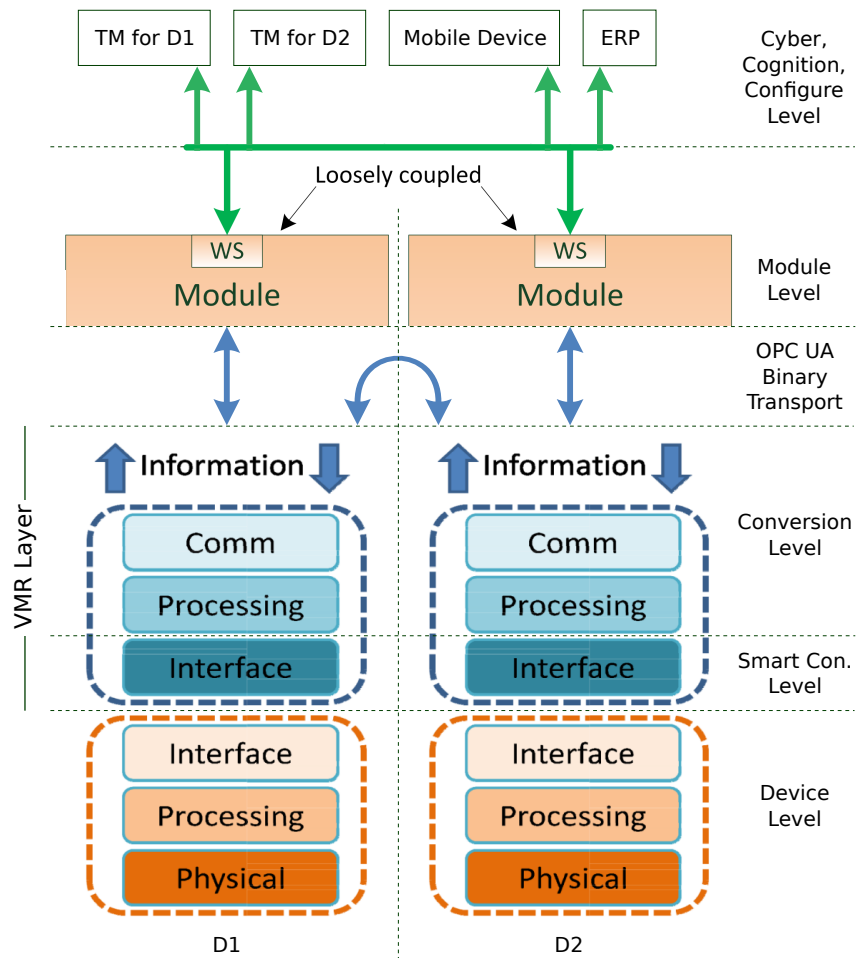 TM for D1
TM for D2
Mobile Device
ERP
Cyber,
Cognition,
Configure
Level
Loosely coupled
WS
Module
WS
Module
Module
Level
OPC UA
Binary
Transport
VMR Layer
Information
Information
Comm
Comm
Conversion
Level
Processing
Processing
Interface
Interface
Smart Con.
Level
Interface
Interface
Processing
Processing
Device
Level
Physical
Physical
D1
D2